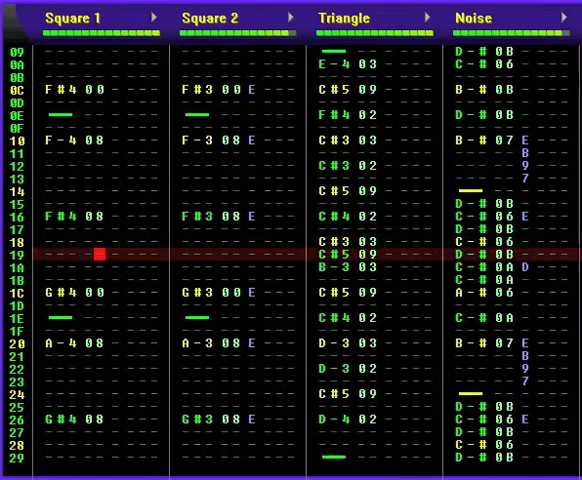 Square 1 Square 2 Triangle Noise
09 D-# 0B
0A E-4 03 C-# 06
0B
0C F#4 00 F#3 00 E C#5 09 B-# 0B
0D
0E F#4 02 D-# 0B
0F
10 F-4 08 F-3 08 E C#3 03 B-# 07 E
11 B
12 C#3 02 9
13 7
14 C#5 09
15 D-# 0B
16 F#4 08 F#3 08 E C#4 02 C-# 06 E
17 D-# 0B
18 C#3 03 C-# 06
19 C#5 09 D-# 0B
1A B-3 03 C-# 0A D
1B C-# 0A
1C G#4 00 G#3 00 E C#5 09 A-# 06
1D
1E C#4 02 C-# 0A
1F
20 A-4 08 A-3 08 E D-3 03 B-# 07 E
21 B
22 D-3 02 9
23 7
24 C#5 09
25 D-# 0B
26 G#4 08 G#3 08 E D-4 02 C-# 06 E
27 D-# 0B
28 C-# 06
29 D-# 0B